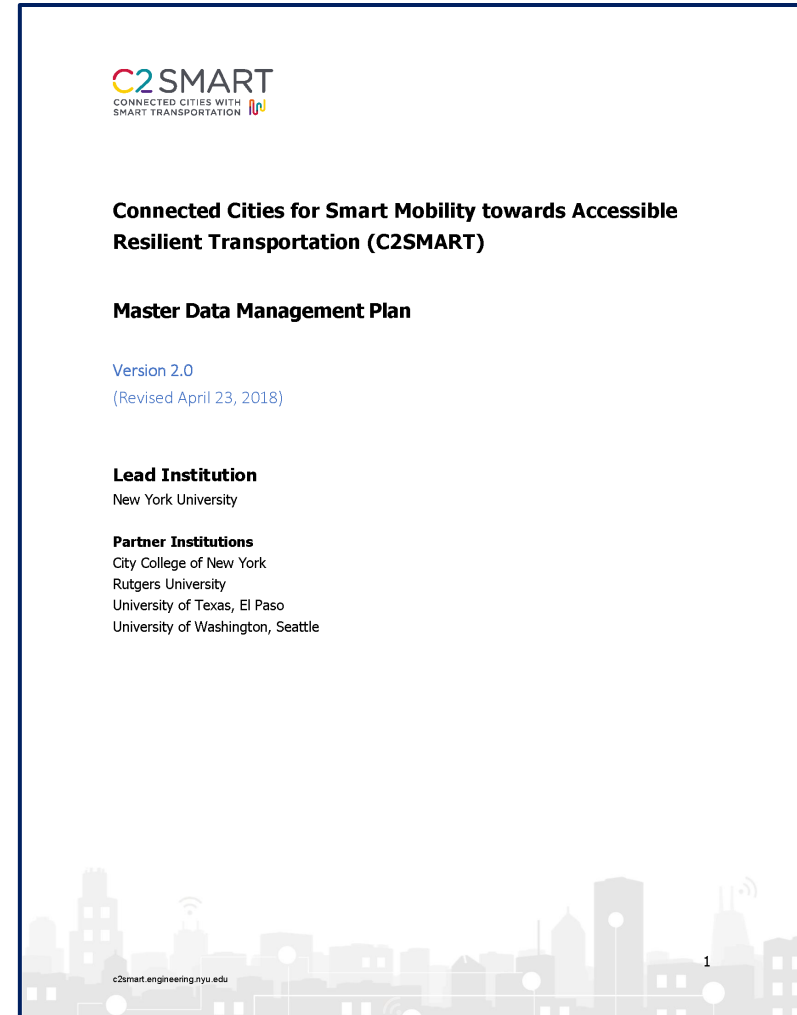 C2SMART
CONNECTED CITIES WITH
SMART TRANSPORTATION
Connected Cities for Smart Mobility towards Accessible
Resilient Transportation (C2SMART)
Master Data Management Plan
Version 2.0
(Revised April 23, 2018)
Lead Institution
New York University
Partner Institutions
City College of New York
Rutgers University
University of Texas, El Paso
University of Washington, Seattle
1
c2smart.engineering.nyu.edu